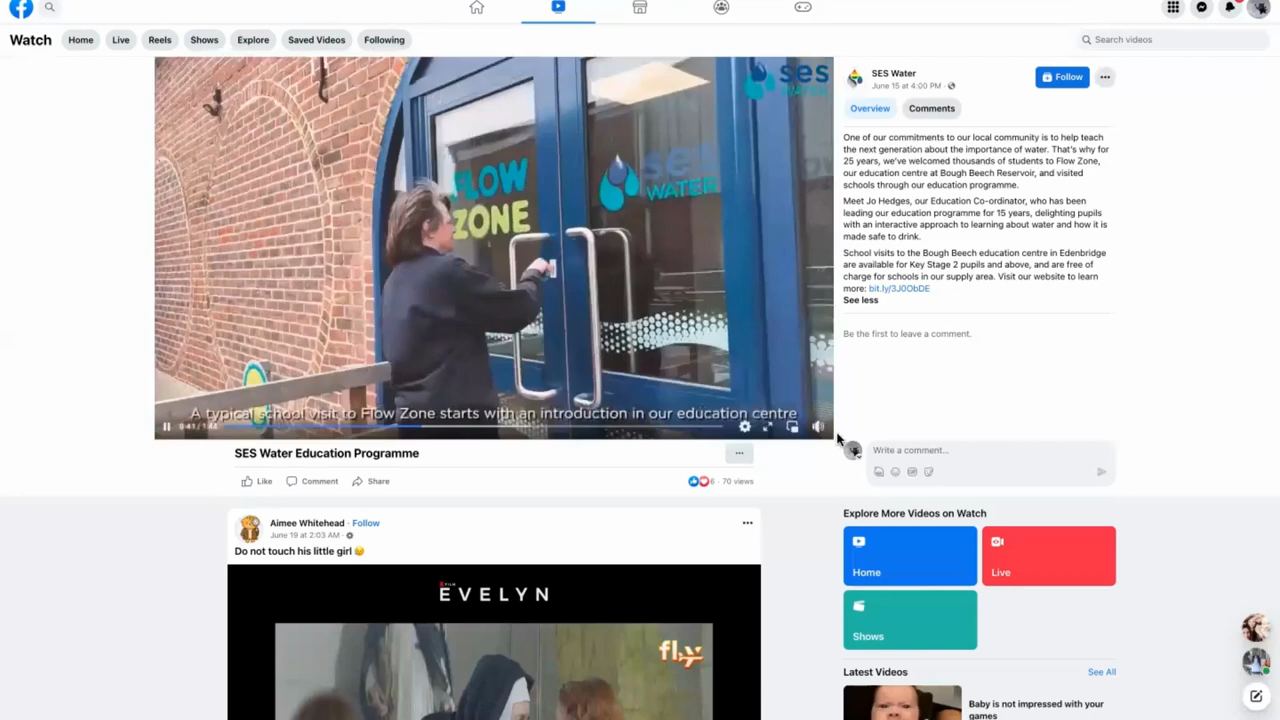 Watch
Home
Live
Reels
Shows
Explore
Saved Videos
Following
Search videos
ses
WATER
FLOW
ZONE
ses
WATER
A typical school visit to Flow Zone starts with an introduction in our education centre
0:41 / 1:44
SES Water
June 15 at 4:00 PM ·
Follow
Overview
Comments
One of our commitments to our local community is to help teach
the next generation about the importance of water. That's why for
25 years, we've welcomed thousands of students to Flow Zone,
our education centre at Bough Beech Reservoir, and visited
schools through our education programme.
Meet Jo Hedges, our Education Co-ordinator, who has been
leading our education programme for 15 years, delighting pupils
with an interactive approach to learning about water and how it is
made safe to drink.
School visits to the Bough Beech education centre in Edenbridge
are available for Key Stage 2 pupils and above, and are free of
charge for schools in our supply area. Visit our website to learn
more: bit.ly/3J0ObDE
See less
Be the first to leave a comment.
Write a comment...
SES Water Education Programme
Like
Comment
Share
6 · 70 views
Aimee Whitehead · Follow
June 19 at 2:03 AM ·
Do not touch his little girl 😉
FILM
EVELYN
fly
Explore More Videos on Watch
Home
Live
Shows
Latest Videos
See All
Baby is not impressed with your
games